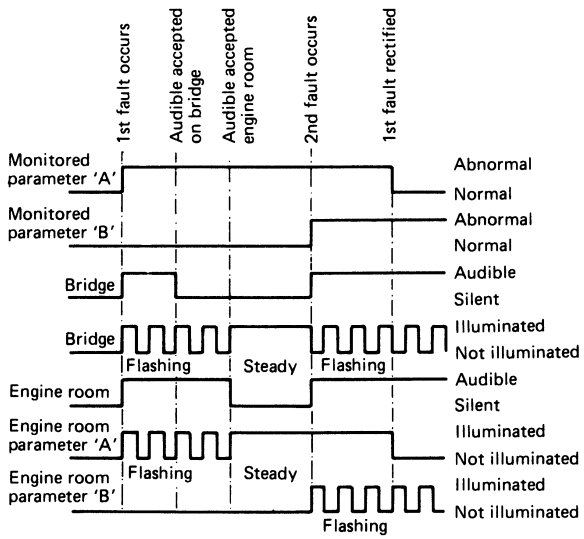 1st fault occurs
Audible accepted
on bridge
Audible accepted
engine room
2nd fault occurs
1st fault rectified
Monitored
parameter 'A'
Abnormal
Normal
Monitored
parameter 'B'
Abnormal
Normal
Bridge
Audible
Silent
Bridge
Illuminated
Not illuminated
Flashing
Steady
Flashing
Engine room
Audible
Silent
Engine room
parameter 'A'
Illuminated
Not illuminated
Flashing
Steady
Engine room
parameter 'B'
Illuminated
Not illuminated
Flashing